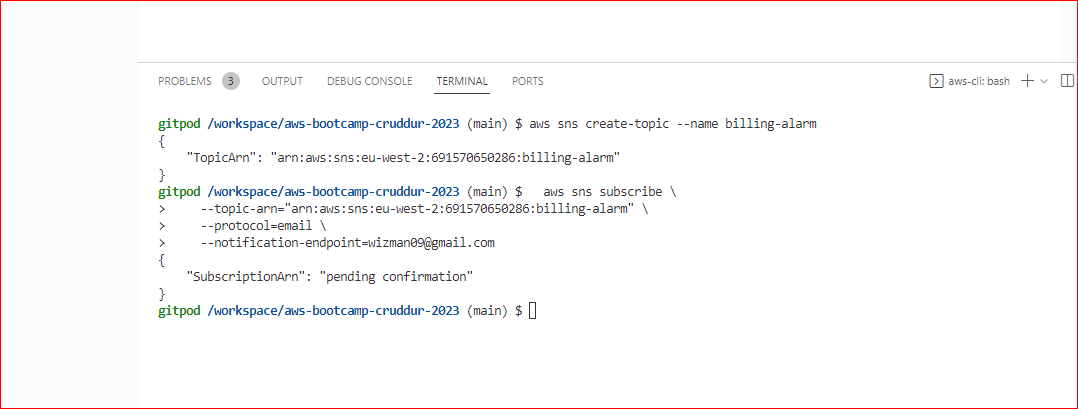 PROBLEMS 3 OUTPUT DEBUG CONSOLE TERMINAL PORTS aws-cli: bash
gitpod /workspace/aws-bootcamp-cruddur-2023 (main) $ aws sns create-topic --name billing-alarm
{
    "TopicArn": "arn:aws:sns:eu-west-2:691570650286:billing-alarm"
}
gitpod /workspace/aws-bootcamp-cruddur-2023 (main) $   aws sns subscribe \
>     --topic-arn="arn:aws:sns:eu-west-2:691570650286:billing-alarm" \
>     --protocol=email \
>     --notification-endpoint=wizman09@gmail.com
{
    "SubscriptionArn": "pending confirmation"
}
gitpod /workspace/aws-bootcamp-cruddur-2023 (main) $